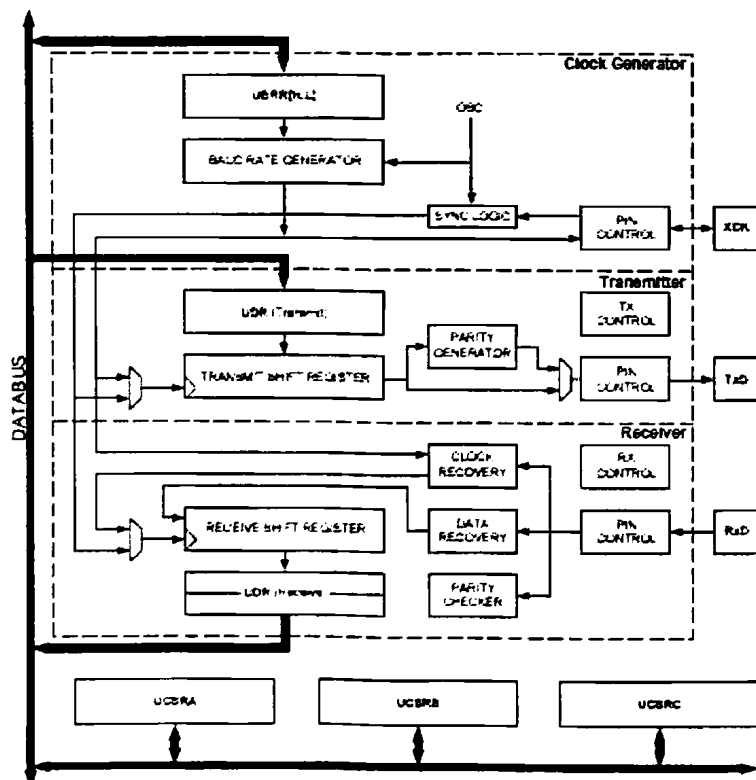 Clock Generator
OSC
BAUD RATE GENERATOR
SYNC LOGIC
PIN
CONTROL
XCK
Transmitter
UDR (Transmit)
TX
CONTROL
PARITY
GENERATOR
TRANSMIT SHIFT REGISTER
PIN
CONTROL
TxD
DATABUS
Receiver
CLOCK
RECOVERY
RX
CONTROL
RECEIVE SHIFT REGISTER
DATA
RECOVERY
PIN
CONTROL
RxD
UDR (Receive)
PARITY
CHECKER
UCSRA
UCSRB
UCSRC